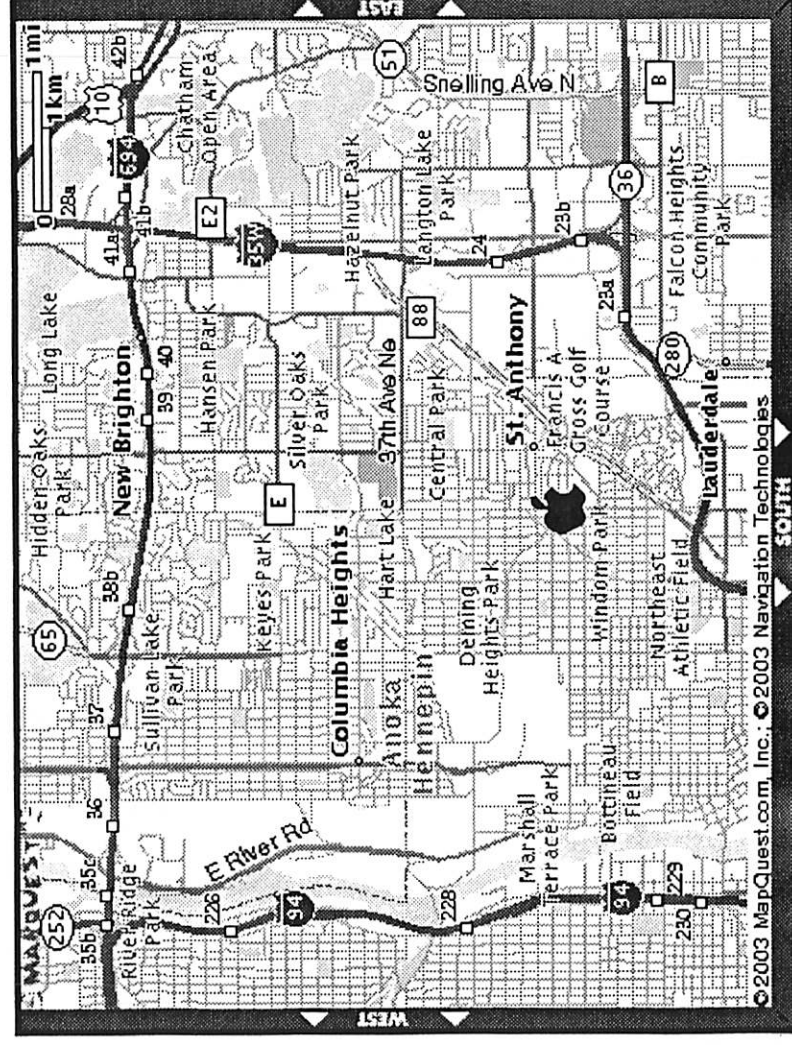 MAPQUEST
0 1mi
1km
252
35b
35c
36
37
65
38b
Hidden Oaks
Park
Long Lake
28a
10
42b
River Ridge
Park
Sullivan Lake
Park
New Brighton
39
40
41a
41b
694
Chatham
Open Area
226
E River Rd
Keyes Park
E
Hansen Park
E2
94
Columbia Heights
Silver Oaks
Park
35W
Anoka
Hennepin
Hart Lake
37th Ave Ne
Hazelnut Park
51
WEST
EAST
228
Deming
Heights Park
Central Park
88
Langton Lake
Park
Snelling Ave N
24
Marshall
Terrace Park
St. Anthony
Francis A
Gross Golf
Course
23b
Bottineau
Field
Windom Park
94
23a
36
229
230
Northeast
Athletic Field
Lauderdale
280
Falcon Heights
Community
Park
B
©2003 MapQuest.com, Inc.; ©2003 Navigation Technologies
SOUTH